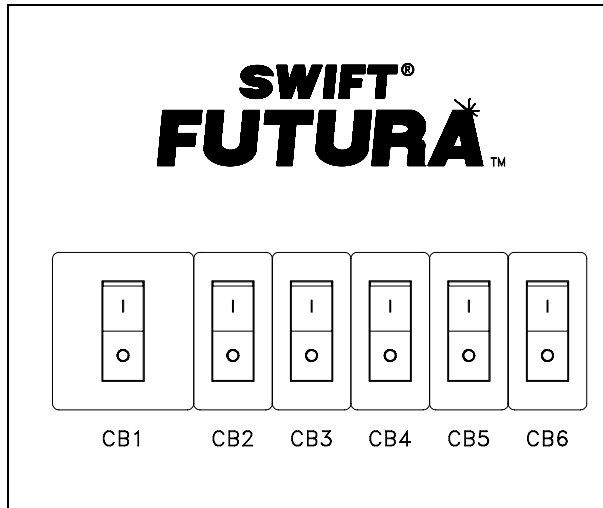 SWIFT®
FUTURA™
I I I I I I
O O O O O O
CB1 CB2 CB3 CB4 CB5 CB6